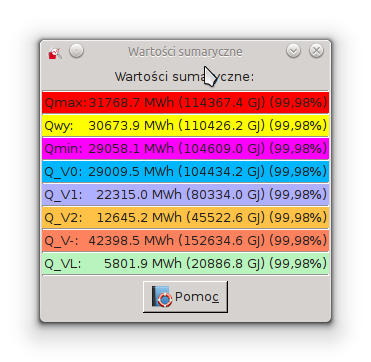 Wartości sumaryczne
Wartości sumaryczne:
Qmax: 31768.7 MWh (114367.4 GJ) (99,98%)
Qwy: 30673.9 MWh (110426.2 GJ) (99,98%)
Qmin: 29058.1 MWh (104609.0 GJ) (99,98%)
Q_V0: 29009.5 MWh (104434.2 GJ) (99,98%)
Q_V1: 22315.0 MWh (80334.0 GJ) (99,98%)
Q_V2: 12645.2 MWh (45522.6 GJ) (99,98%)
Q_V-: 42398.5 MWh (152634.6 GJ) (99,98%)
Q_VL: 5801.9 MWh (20886.8 GJ) (99,98%)
Pomoc